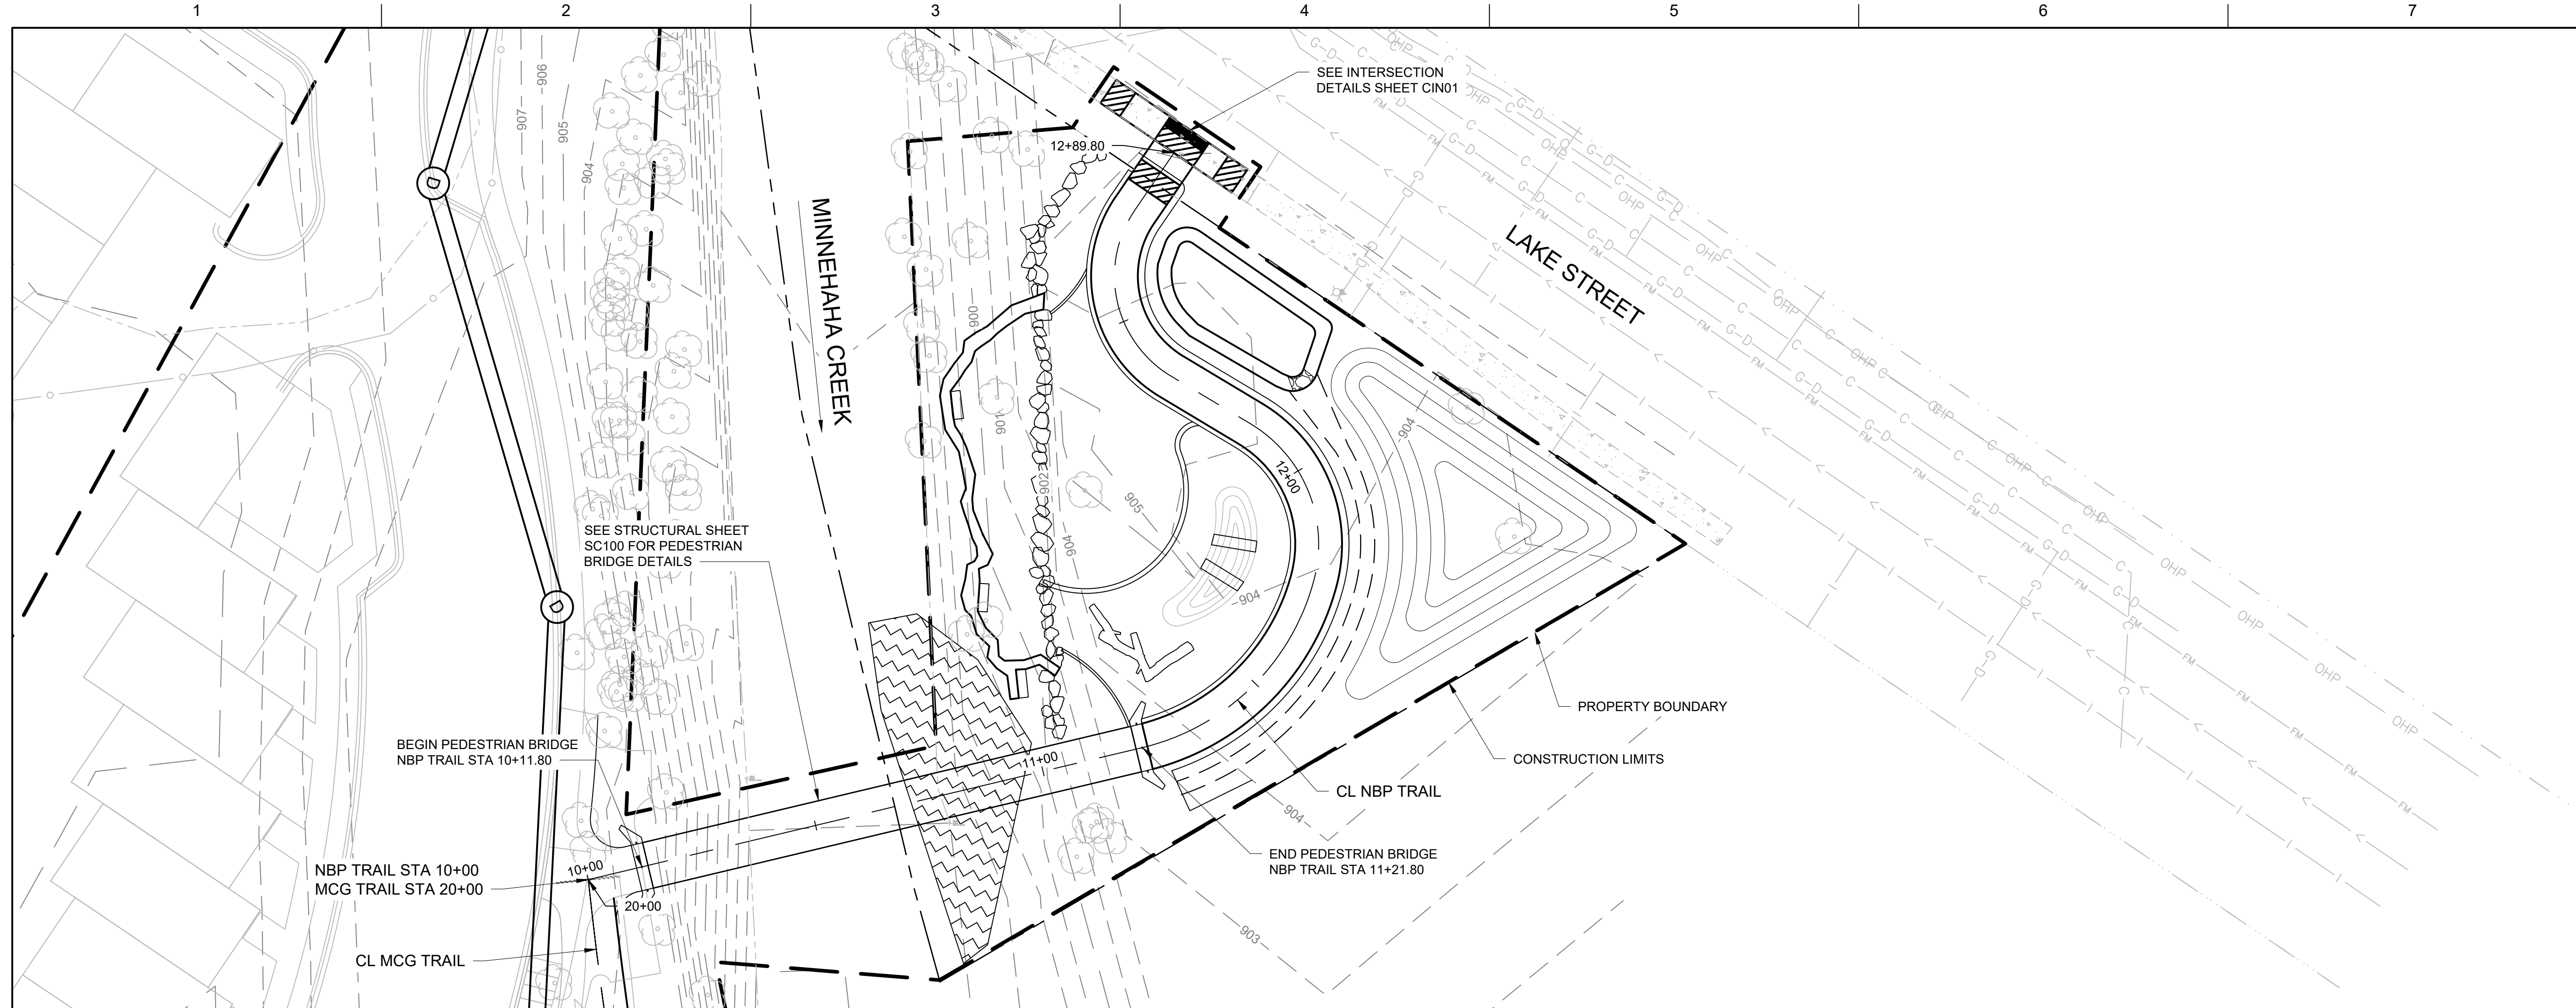 1 2 3 4 5 6 7
SEE INTERSECTION
DETAILS SHEET CIN01
12+89.80
906
907
905
904
D
MINNEHAHA CREEK
LAKE STREET
900
901
902
904
905
904
904
12+00
SEE STRUCTURAL SHEET
SC100 FOR PEDESTRIAN
BRIDGE DETAILS
D
PROPERTY BOUNDARY
CONSTRUCTION LIMITS
CL NBP TRAIL
BEGIN PEDESTRIAN BRIDGE
NBP TRAIL STA 10+11.80
11+00
904
END PEDESTRIAN BRIDGE
NBP TRAIL STA 11+21.80
NBP TRAIL STA 10+00
MCG TRAIL STA 20+00
10+00
20+00
903
CL MCG TRAIL
OHP
G-D
C
FM